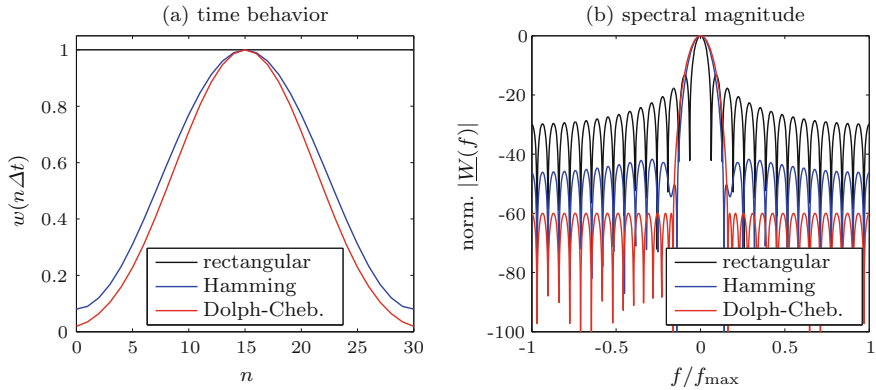 (a) time behavior
1
0.8
0.6
0.4
0.2
0
w(nΔt)
rectangular
Hamming
Dolph-Cheb.
0 5 10 15 20 25 30
n
(b) spectral magnitude
0
-20
-40
-60
-80
-100
norm. |W(f)|
rectangular
Hamming
Dolph-Cheb.
-1 -0.5 0 0.5 1
f/fmax